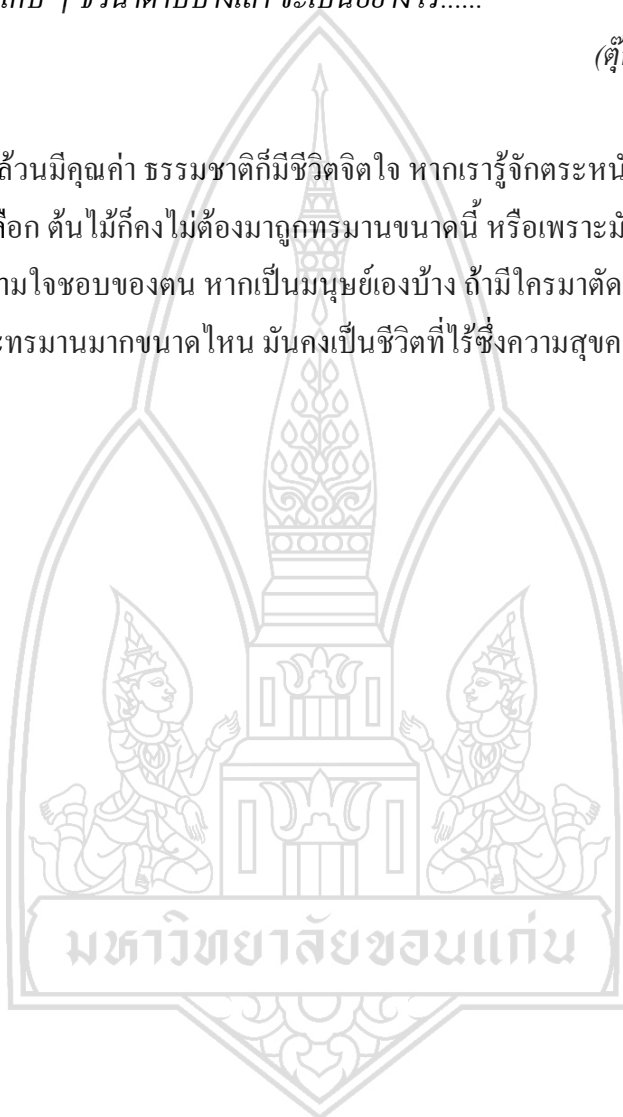 (ตุ๊
ล้วนมีคุณค่า ธรรมชาติก็มีชีวิตจิตใจ หากเรารู้จักตระหนั
ลือก ต้นไม้ก็คงไม่ต้องมาถูกทรมานขนาดนี้ หรือเพราะมั
ามใจชอบของตน หากเป็นมนุษย์เองบ้าง ถ้ามีใครมาตัด
ะทรมานมากขนาดไหน มันคงเป็นชีวิตที่ไร้ซึ่งความสุขค
มหาวิทยาลัยขอนแก่น